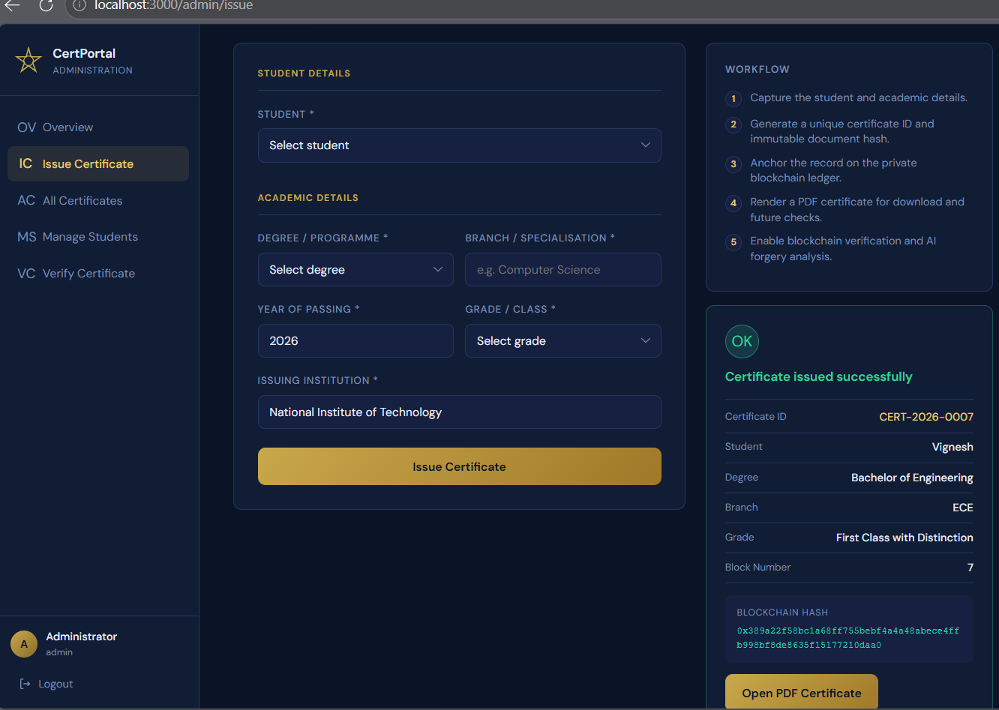 localhost:3000/admin/issue
CertPortal
ADMINISTRATION
OV Overview
IC Issue Certificate
AC All Certificates
MS Manage Students
VC Verify Certificate
A
Administrator
admin
Logout
STUDENT DETAILS
STUDENT *
Select student
ACADEMIC DETAILS
DEGREE / PROGRAMME *
Select degree
BRANCH / SPECIALISATION *
e.g. Computer Science
YEAR OF PASSING *
2026
GRADE / CLASS *
Select grade
ISSUING INSTITUTION *
National Institute of Technology
Issue Certificate
WORKFLOW
1 Capture the student and academic details.
2 Generate a unique certificate ID and
immutable document hash.
3 Anchor the record on the private
blockchain ledger.
4 Render a PDF certificate for download and
future checks.
5 Enable blockchain verification and AI
forgery analysis.
OK
Certificate issued successfully
Certificate ID CERT-2026-0007
Student Vignesh
Degree Bachelor of Engineering
Branch ECE
Grade First Class with Distinction
Block Number 7
BLOCKCHAIN HASH
0x389a22f58bc1a68ff755bebf4a4a48abece4ff
b998bf8de8635f15177210daa0
Open PDF Certificate